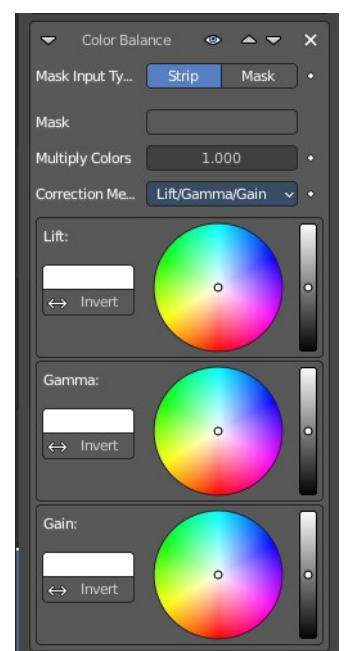 Color Balance
Mask Input Ty... Strip Mask
Mask
Multiply Colors 1.000
Correction Me... Lift/Gamma/Gain
Lift:
Invert
Gamma:
Invert
Gain:
Invert